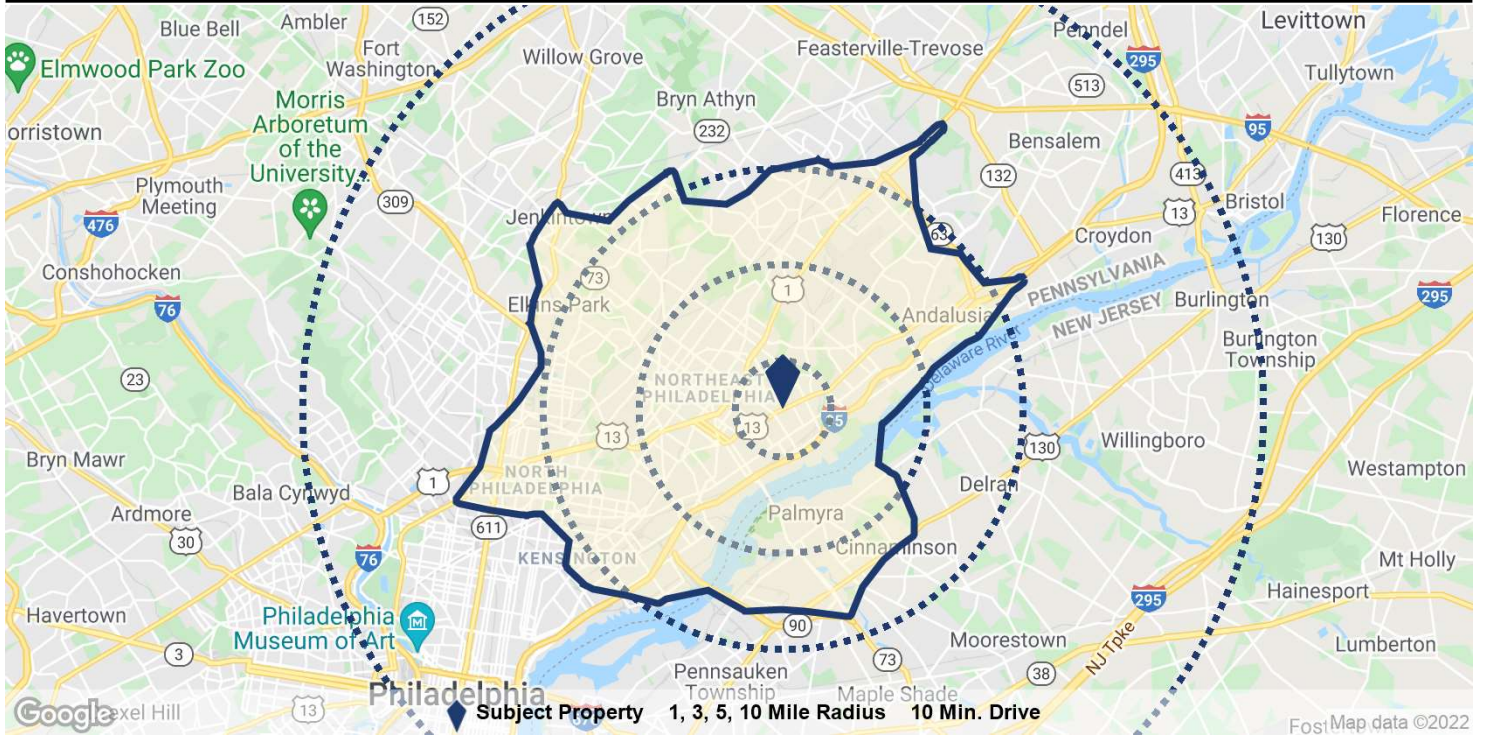 Blue Bell
Ambler
152
Fort
Washington
Willow Grove
Feasterville-Trevose
Penndel
Levittown
295
Elmwood Park Zoo
Tullytown
513
Morris
Arboretum
of the
University...
orristown
Bryn Athyn
232
95
Bensalem
Plymouth
Meeting
309
132
413
13
Bristol
Florence
476
Jenkintown
63
Croydon
130
Conshohocken
73
1
PENNSYLVANIA
NEW JERSEY
Burlington
295
76
Elkins Park
Andalusia
Burlington
Township
Delaware River
23
NORTHEAST
PHILADELPHIA
13
13
95
130
Willingboro
Bryn Mawr
NORTH
PHILADELPHIA
Westampton
Bala Cynwyd
1
Delran
Ardmore
611
Palmyra
30
76
KENSINGTON
Cinnaminson
Mt Holly
Hainesport
295
Havertown
Philadelphia
Museum of Art
90
Moorestown
NJ Tpke
Lumberton
3
73
38
Pennsauken
Township
Maple Shade
Philadelphia
Google
exel Hill
13
Subject Property 1, 3, 5, 10 Mile Radius 10 Min. Drive
Map data ©2022